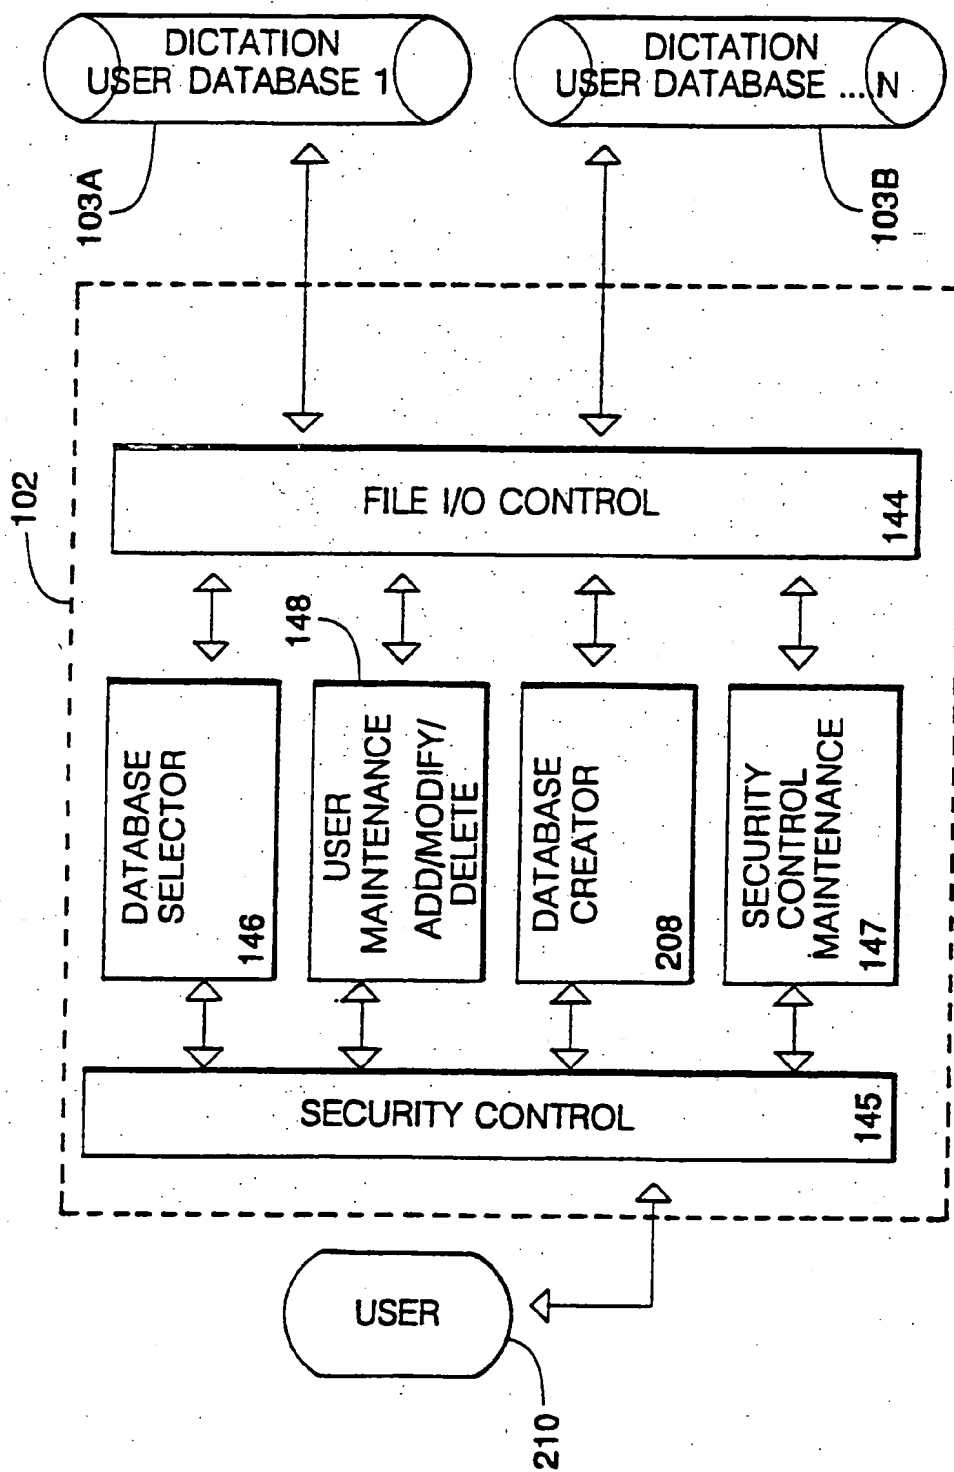 DICTATION
USER DATABASE 1
103A
DICTATION
USER DATABASE ....N
103B
102
FILE I/O CONTROL
144
DATABASE
SELECTOR
146
148
USER
MAINTENANCE
ADD/MODIFY/
DELETE
DATABASE
CREATOR
208
SECURITY
CONTROL
MAINTENANCE
147
SECURITY CONTROL
145
USER
210